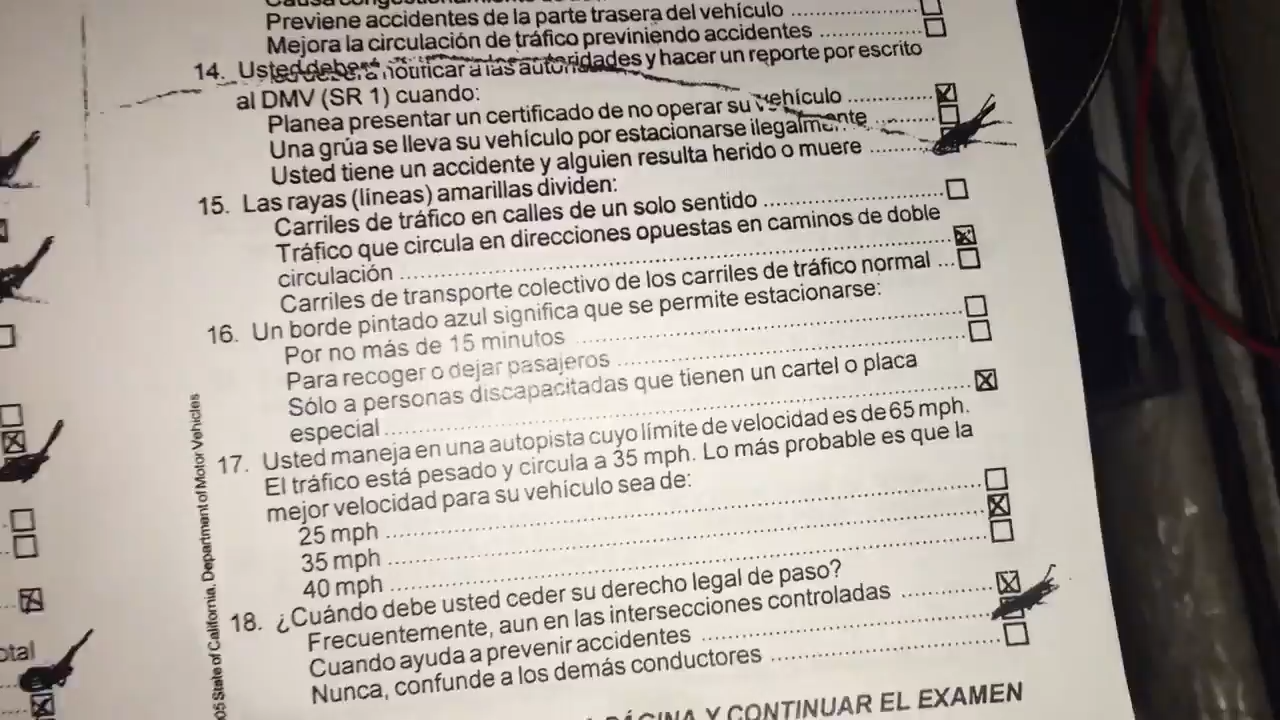 Previene accidentes de la parte trasera del vehículo
Mejora la circulación de tráfico previniendo accidentes
14. Usted deberá notificar a las autoridades y hacer un reporte por escrito
al DMV (SR 1) cuando:
Planea presentar un certificado de no operar su vehículo
Una grúa se lleva su vehículo por estacionarse ilegalmente
Usted tiene un accidente y alguien resulta herido o muere
15. Las rayas (líneas) amarillas dividen:
Carriles de tráfico en calles de un solo sentido
Tráfico que circula en direcciones opuestas en caminos de doble
circulación
Carriles de transporte colectivo de los carriles de tráfico normal
16. Un borde pintado azul significa que se permite estacionarse:
Por no más de 15 minutos
Para recoger o dejar pasajeros
Sólo a personas discapacitadas que tienen un cartel o placa
especial
17. Usted maneja en una autopista cuyo límite de velocidad es de 65 mph.
El tráfico está pesado y circula a 35 mph. Lo más probable es que la
mejor velocidad para su vehículo sea de:
25 mph
35 mph
40 mph
18. ¿Cuándo debe usted ceder su derecho legal de paso?
Frecuentemente, aun en las intersecciones controladas
Cuando ayuda a prevenir accidentes
Nunca, confunde a los demás conductores
PÁGINA Y CONTINUAR EL EXAMEN
State of California, Department of Motor Vehicles